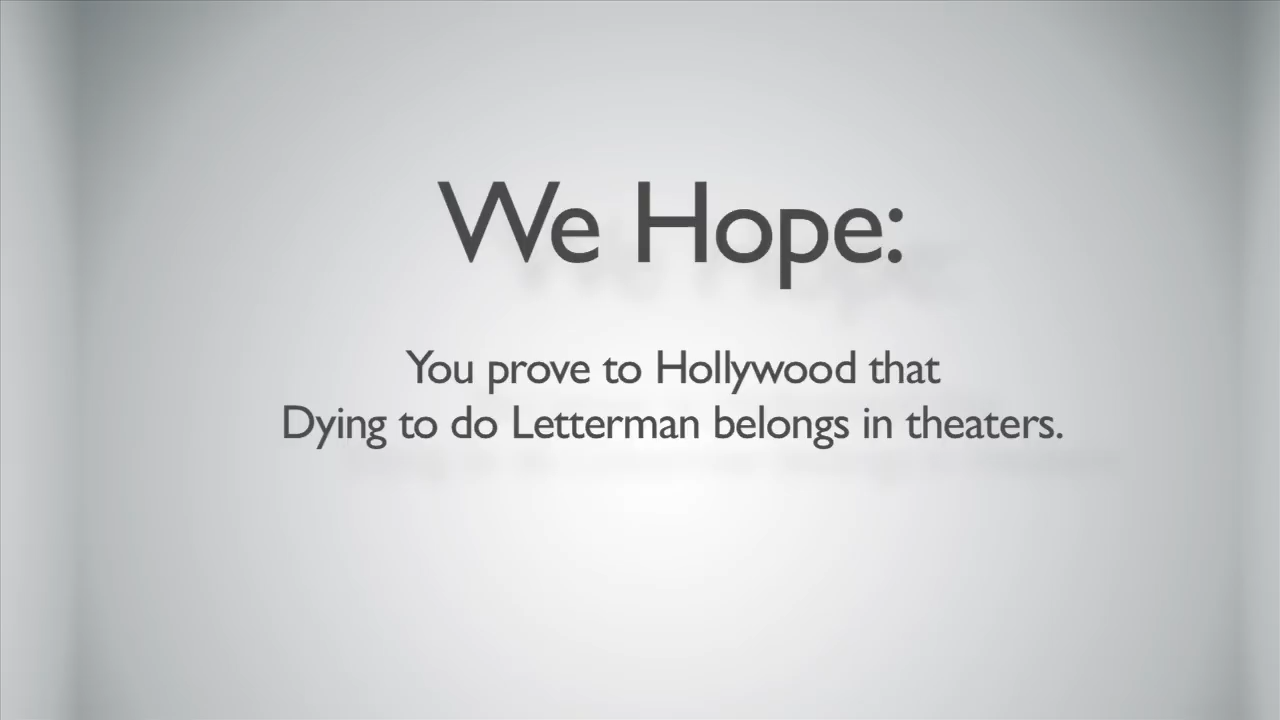 We Hope:
You prove to Hollywood that
Dying to do Letterman belongs in theaters.